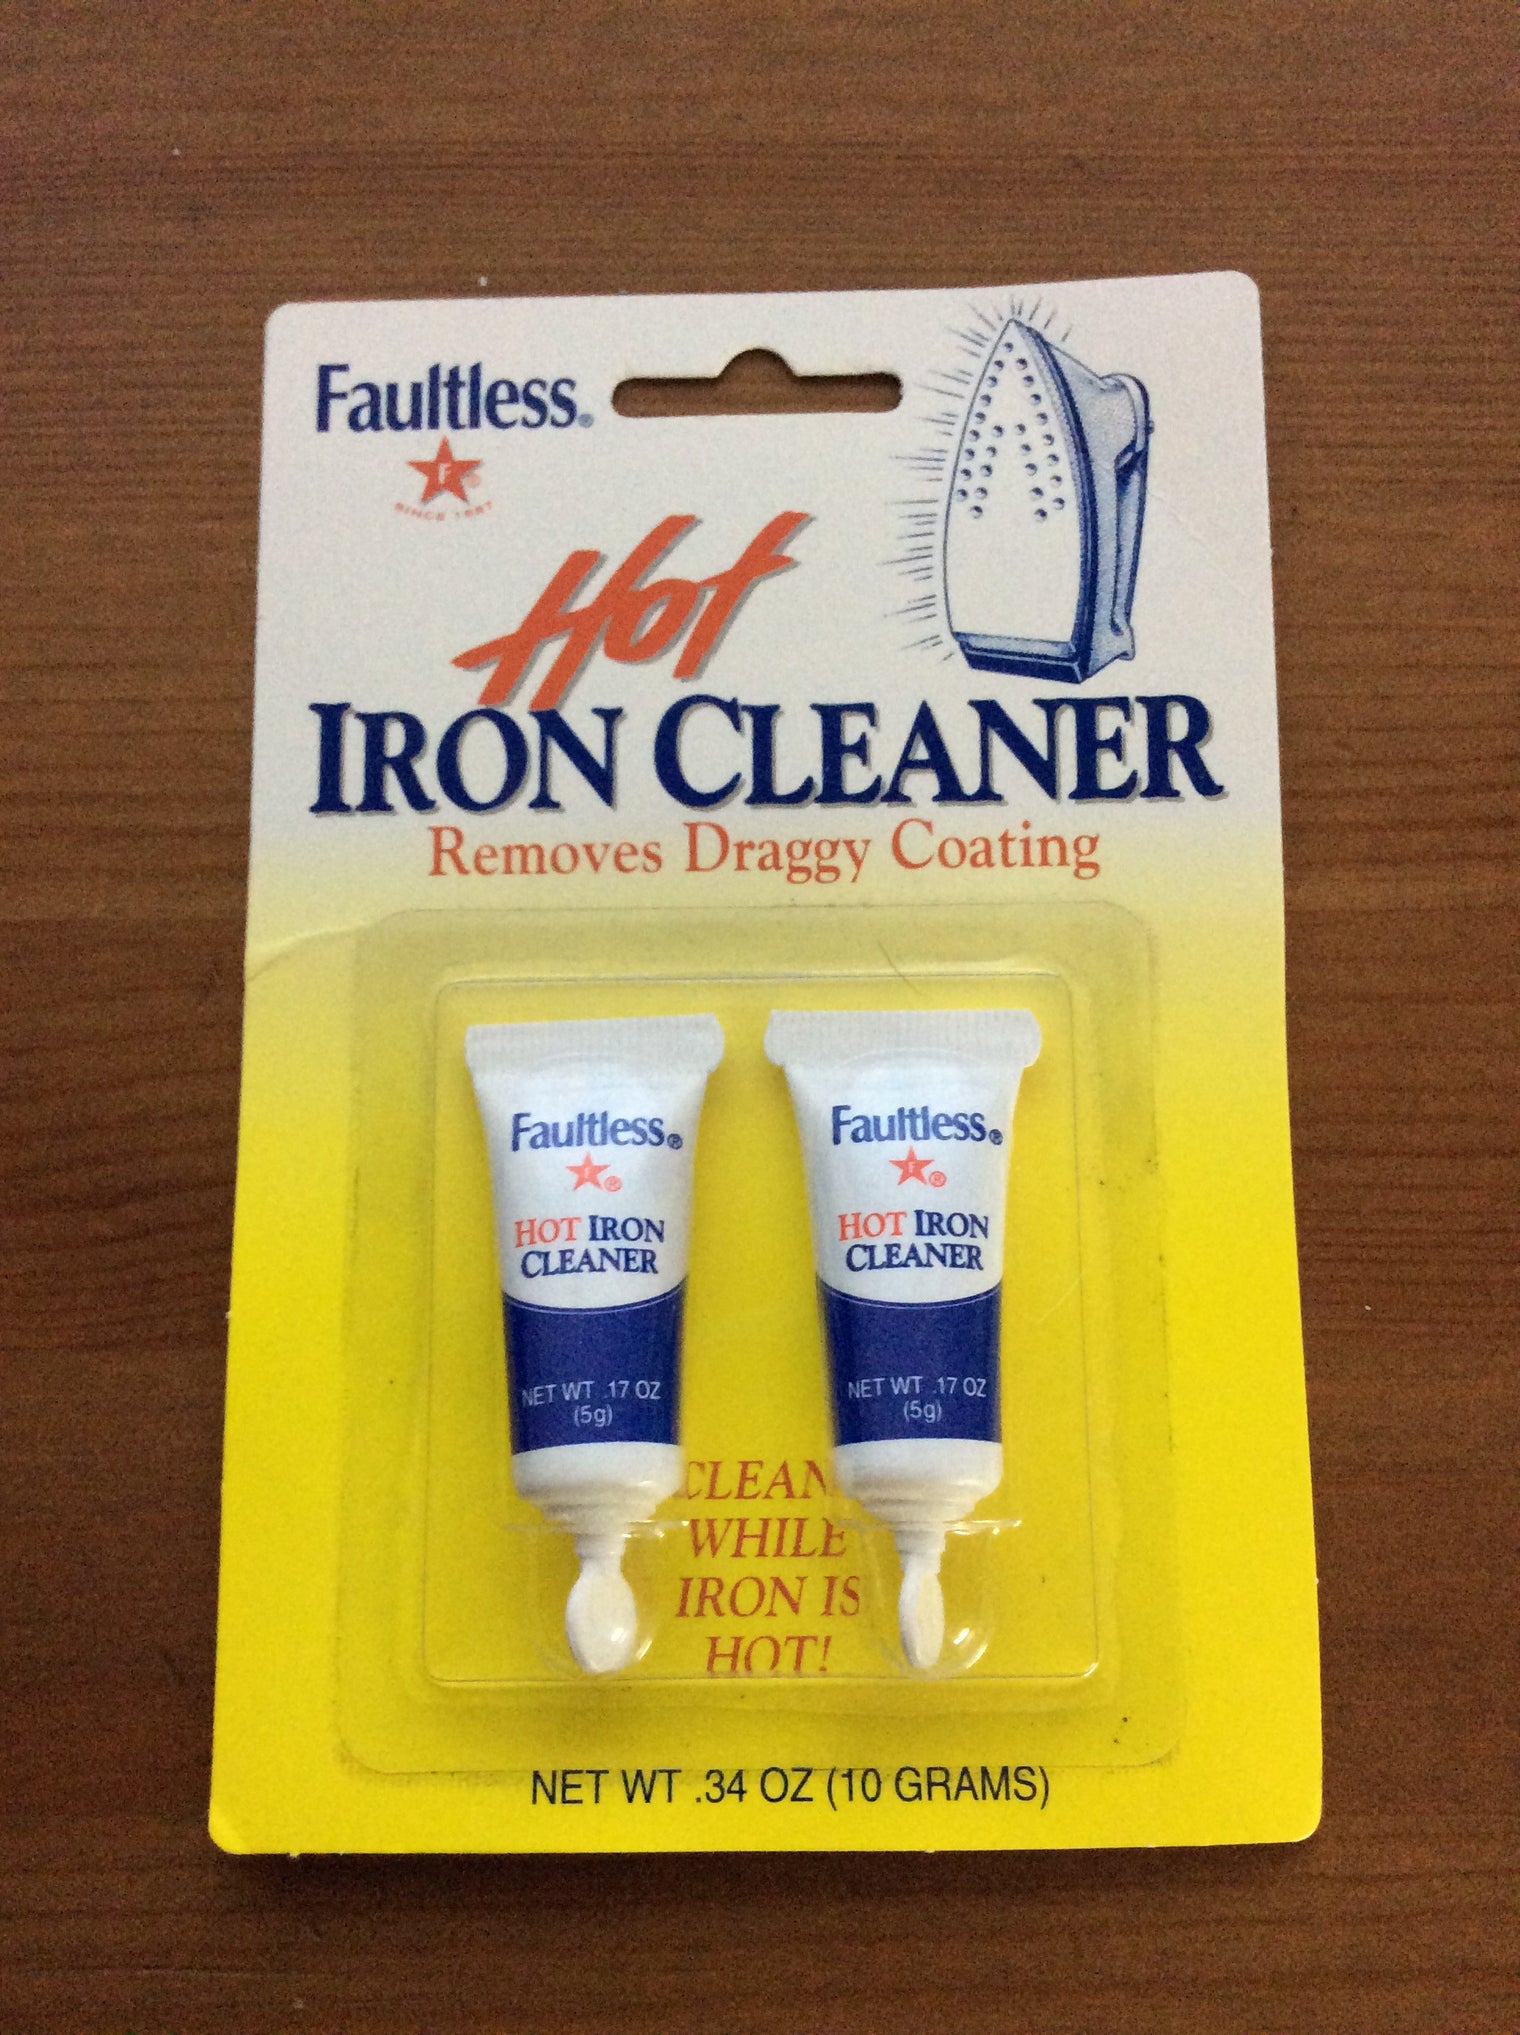 Faultless®
F®
SINCE 1887
Hot
IRON CLEANER
Removes Draggy Coating
Faultless®
F®
HOT IRON
CLEANER
NET WT .17 OZ
(5g)
Faultless®
F®
HOT IRON
CLEANER
NET WT .17 OZ
(5g)
CLEAN
WHILE
IRON IS
HOT!
NET WT .34 OZ (10 GRAMS)